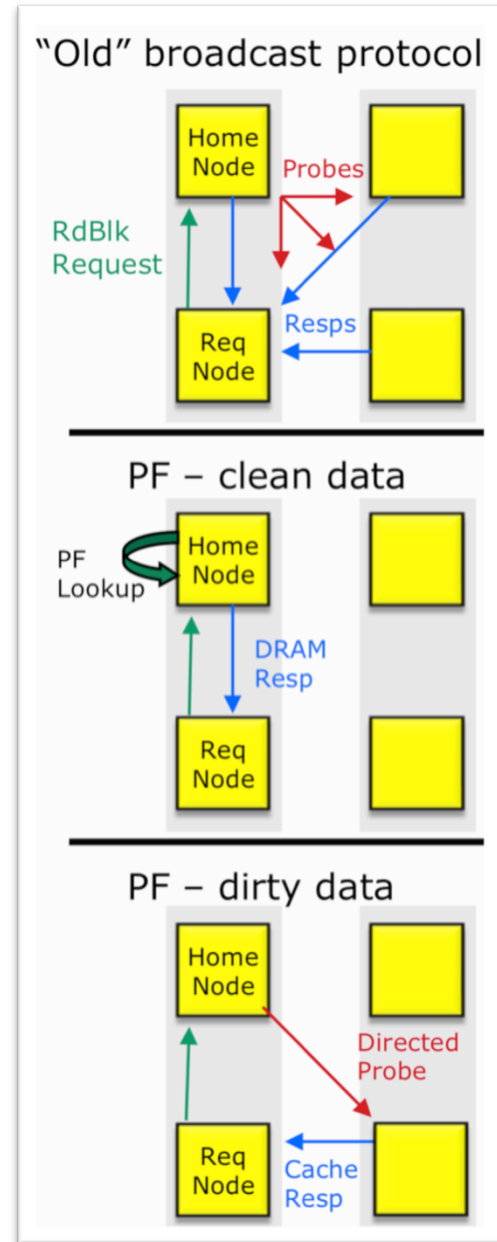 “Old” broadcast protocol
Home
Node
Probes
RdBlk
Request
Resps
Req
Node
PF – clean data
Home
Node
PF
Lookup
DRAM
Resp
Req
Node
PF – dirty data
Home
Node
Directed
Probe
Req
Node
Cache
Resp